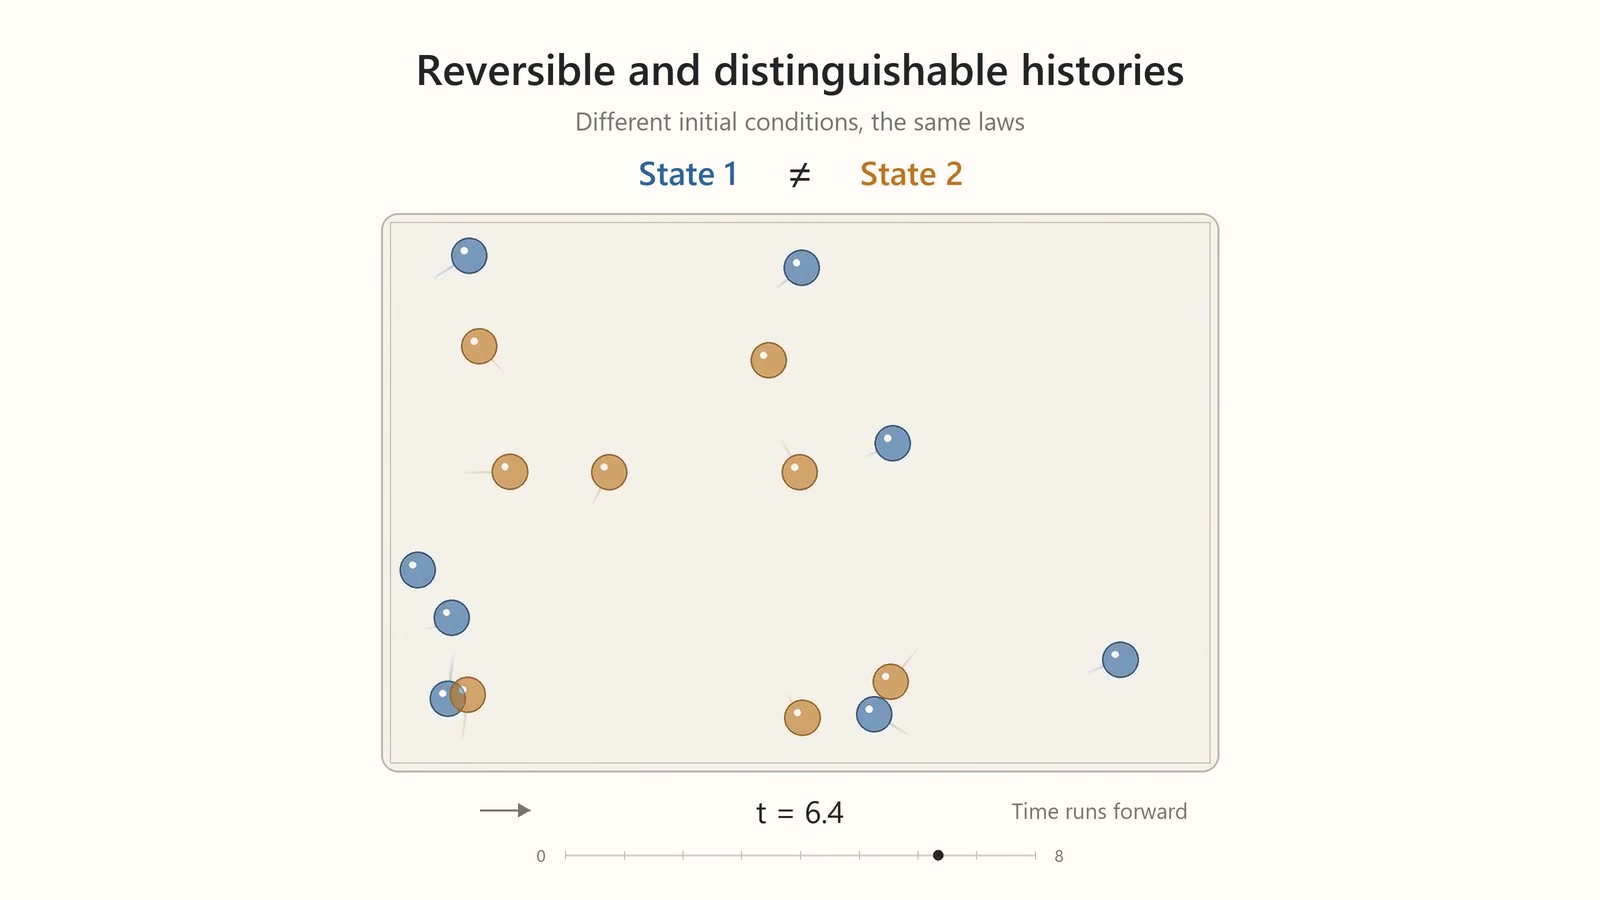 Reversible and distinguishable histories
Different initial conditions, the same laws
State 1 ≠ State 2
t = 6.4 Time runs forward
0 8